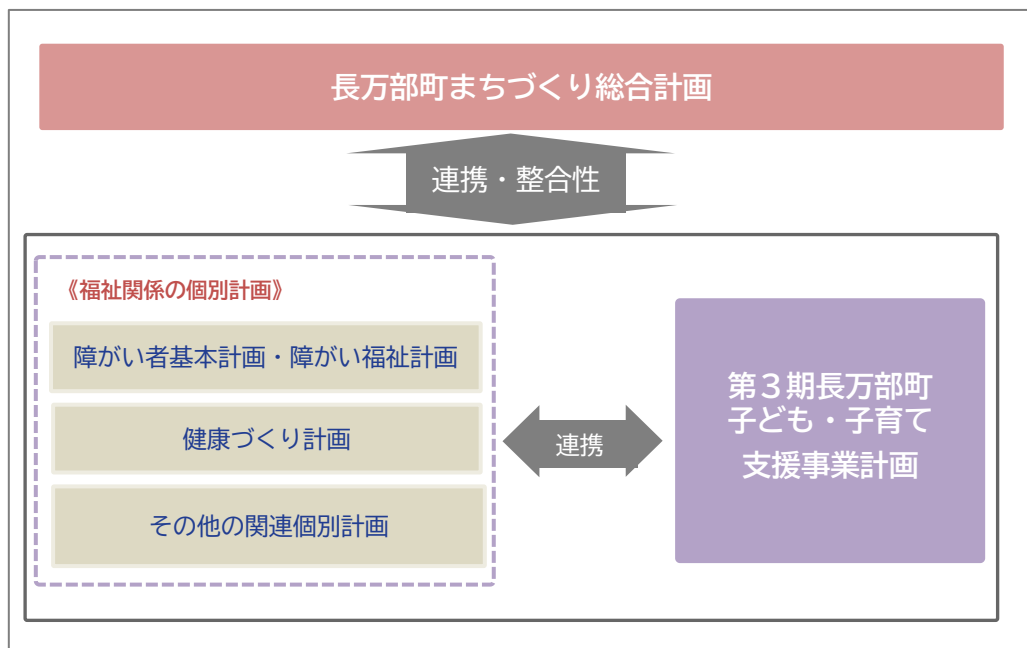 長万部町まちづくり総合計画
連携・整合性
《福祉関係の個別計画》
障がい者基本計画・障がい福祉計画
健康づくり計画
その他の関連個別計画
連携
第３期長万部町
子ども・子育て
支援事業計画